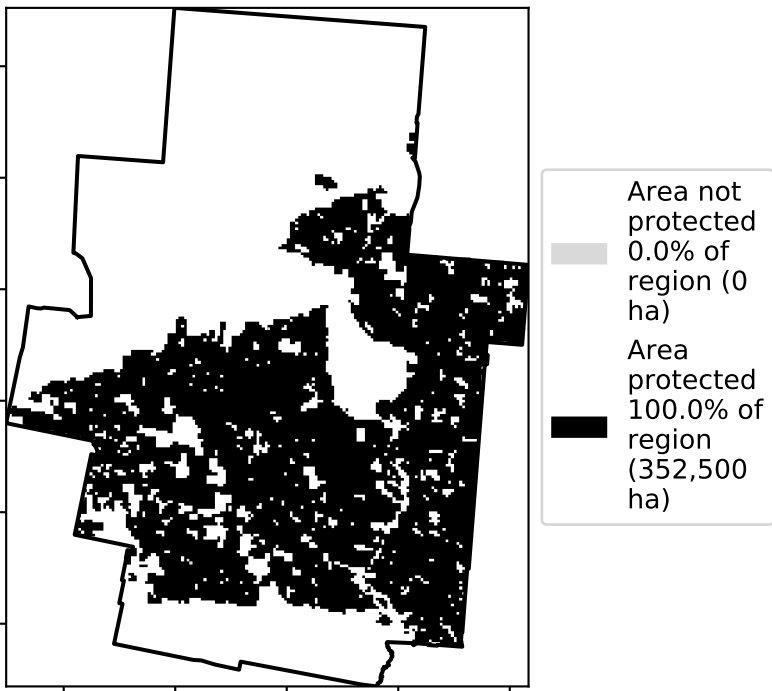 Area not
protected
0.0% of
region (0
ha)
Area
protected
100.0% of
region
(352,500
ha)